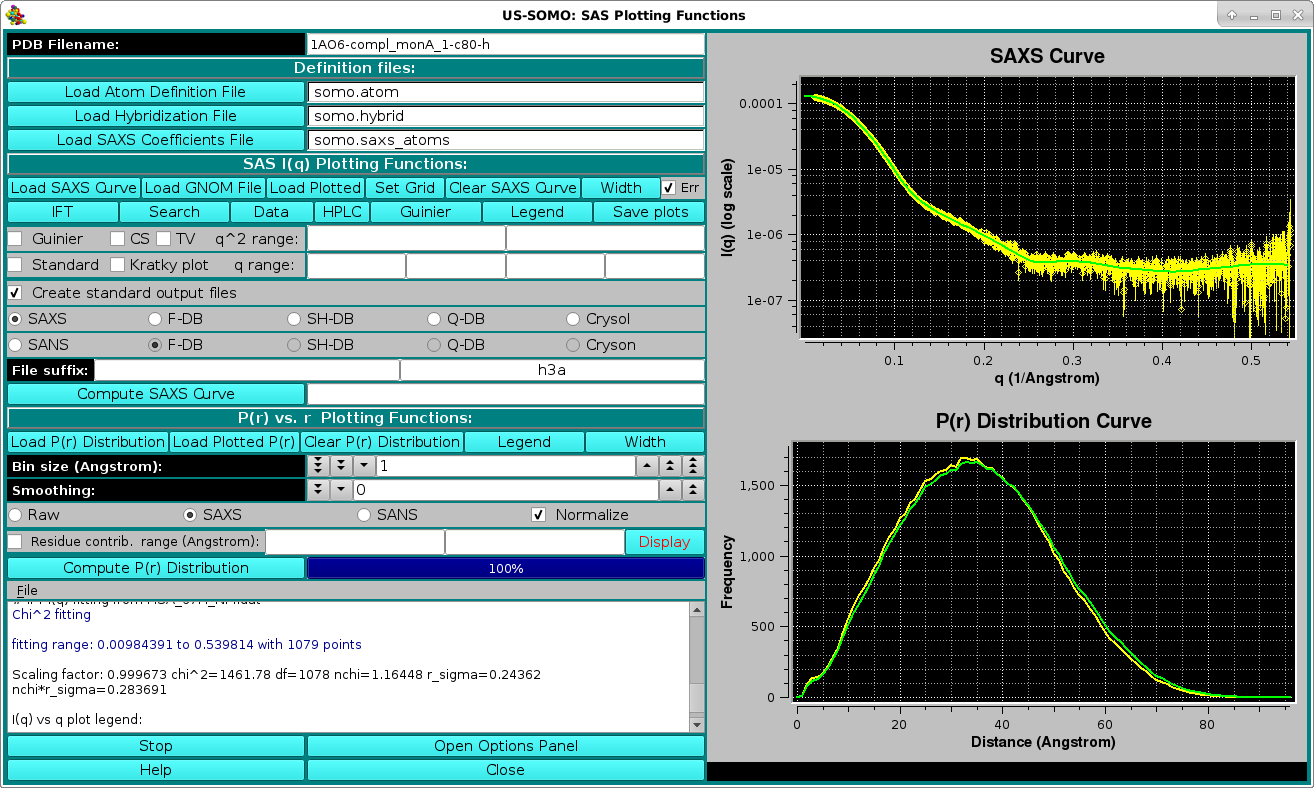 US-SOMO: SAS Plotting Functions
PDB Filename: 1AO6-compl_monA_1-c80-h
Definition files:
Load Atom Definition File somo.atom
Load Hybridization File somo.hybrid
Load SAXS Coefficients File somo.saxs_atoms
SAS I(q) Plotting Functions:
Load SAXS Curve Load GNOM File Load Plotted Set Grid Clear SAXS Curve Width Err
IFT Search Data HPLC Guinier Legend Save plots
Guinier CS TV q^2 range:
Standard Kratky plot q range:
Create standard output files
SAXS F-DB SH-DB Q-DB Crysol
SANS F-DB SH-DB Q-DB Cryson
File suffix: h3a
Compute SAXS Curve
P(r) vs. r Plotting Functions:
Load P(r) Distribution Load Plotted P(r) Clear P(r) Distribution Legend Width
Bin size (Angstrom): 1
Smoothing: 0
Raw SAXS SANS Normalize
Residue contrib. range (Angstrom): Display
Compute P(r) Distribution 100%
File
Chi^2 fitting
fitting range: 0.00984391 to 0.539814 with 1079 points
Scaling factor: 0.999673 chi^2=1461.78 df=1078 nchi=1.16448 r_sigma=0.24362
nchi*r_sigma=0.283691
I(q) vs q plot legend:
Stop Open Options Panel
Help Close
SAXS Curve
I(q) (log scale)
0.0001
1e-05
1e-06
1e-07
0.1 0.2 0.3 0.4 0.5
q (1/Angstrom)
P(r) Distribution Curve
Frequency
1,500
1,000
500
0
0 20 40 60 80
Distance (Angstrom)